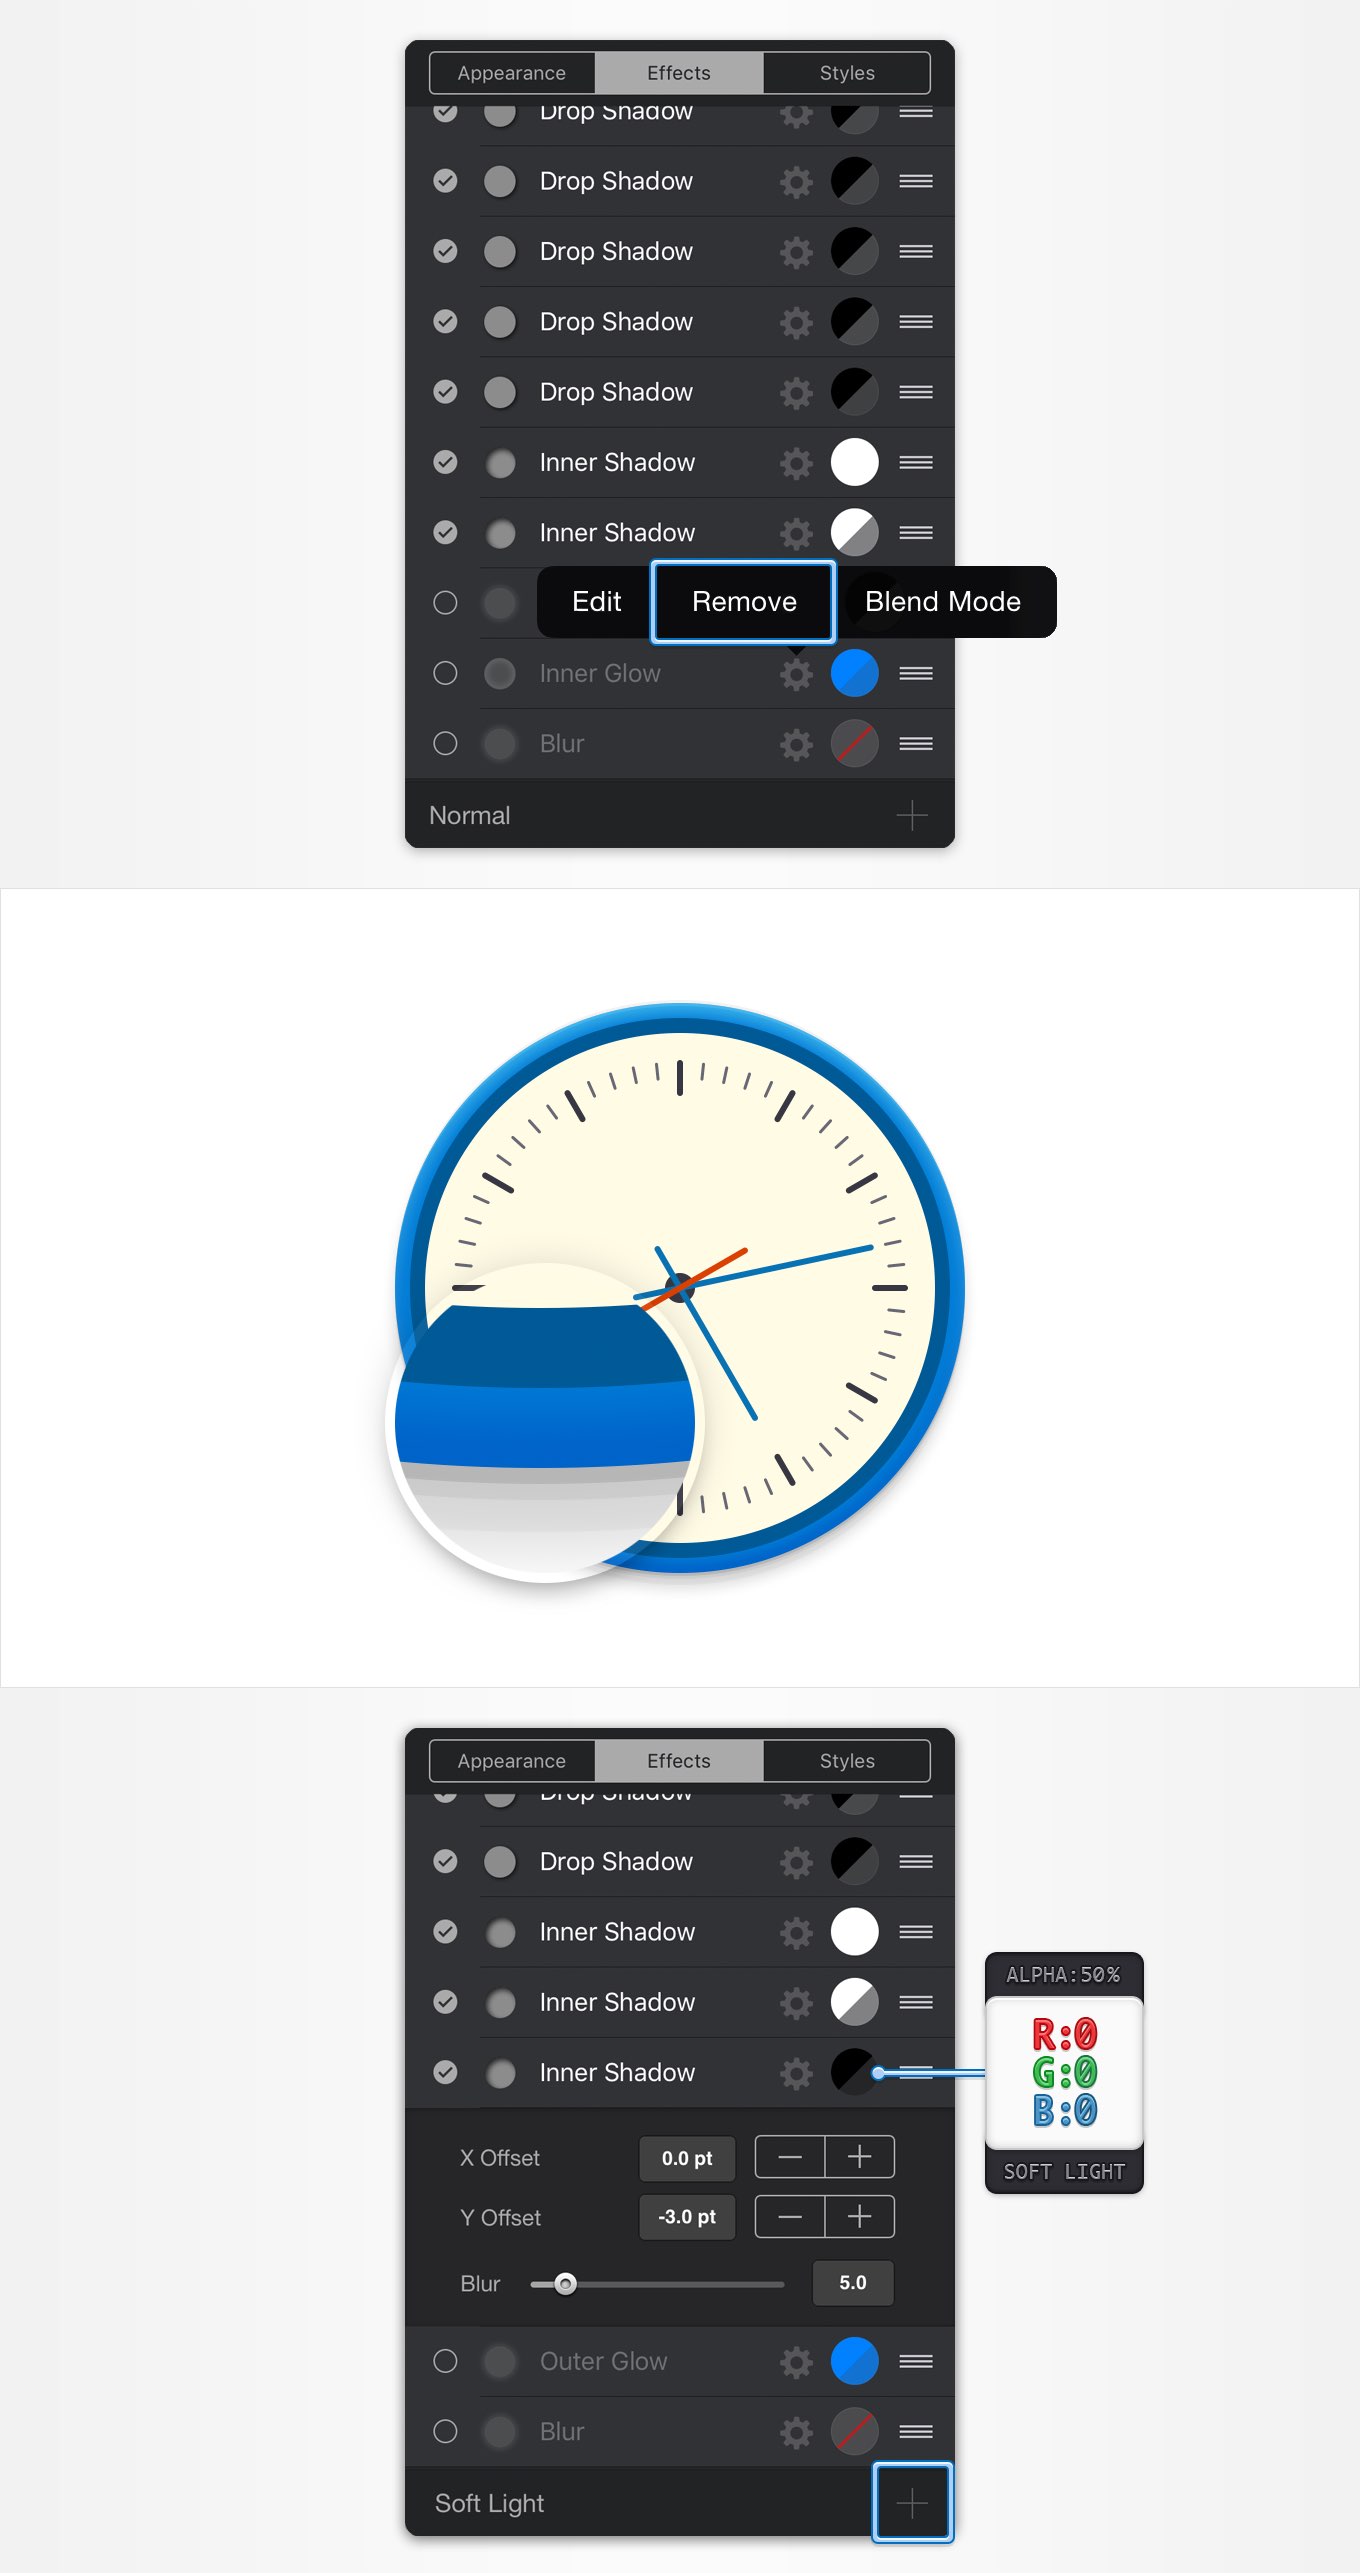 Appearance Effects Styles
Drop Shadow
Drop Shadow
Drop Shadow
Drop Shadow
Drop Shadow
Inner Shadow
Inner Shadow
Edit Remove Blend Mode
Inner Glow
Blur
Normal
Appearance Effects Styles
Drop Shadow
Drop Shadow
Inner Shadow
Inner Shadow
Inner Shadow
ALPHA:50%
R:0
G:0
B:0
SOFT LIGHT
X Offset 0.0 pt
Y Offset -3.0 pt
Blur 5.0
Outer Glow
Blur
Soft Light